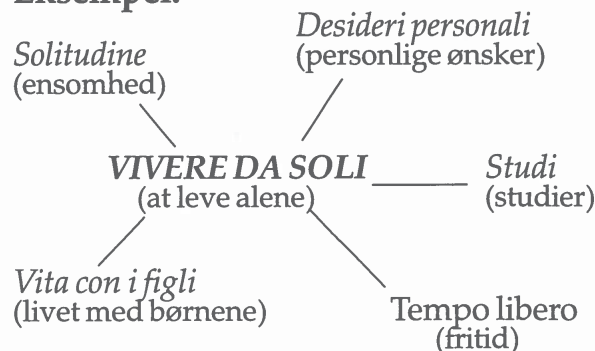 Eksempel:
Desideri personali
(personlige ønsker)
Solitudine
(ensomhed)
VIVERE DA SOLI
(at leve alene)
Studi
(studier)
Vita con i figli
(livet med børnene)
Tempo libero
(fritid)